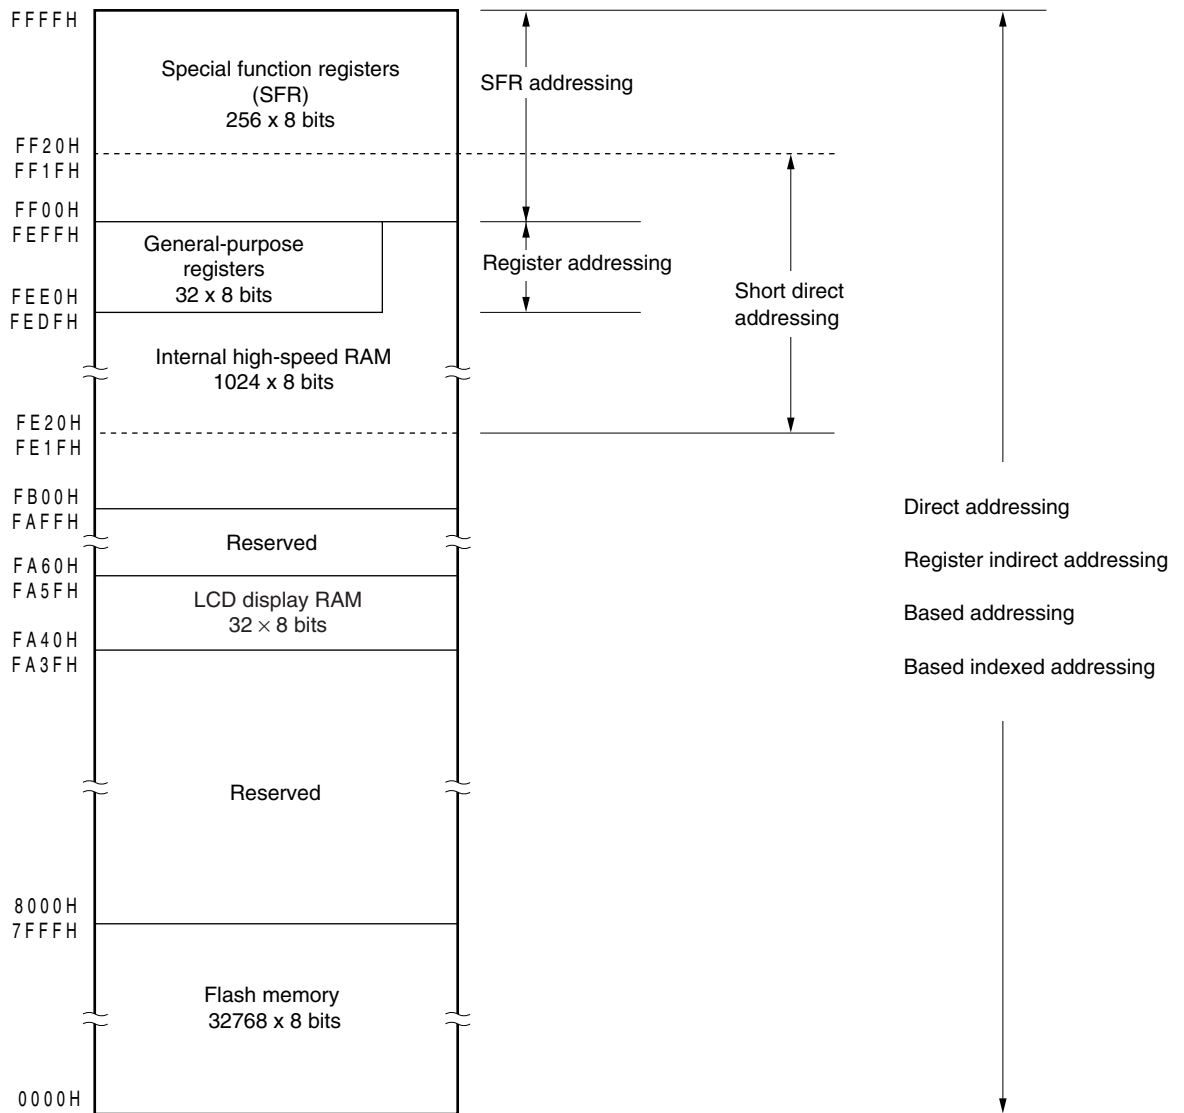 FFFFH
Special function registers
(SFR)
256 x 8 bits
SFR addressing
FF20H
FF1FH
FF00H
FEFFH
General-purpose
registers
32 x 8 bits
Register addressing
FEE0H
FEDFH
Short direct
addressing
Internal high-speed RAM
1024 x 8 bits
FE20H
FE1FH
FB00H
FAFFH
Reserved
FA60H
FA5FH
LCD display RAM
32 × 8 bits
FA40H
FA3FH
Direct addressing
Register indirect addressing
Based addressing
Based indexed addressing
Reserved
8000H
7FFFH
Flash memory
32768 x 8 bits
0000H